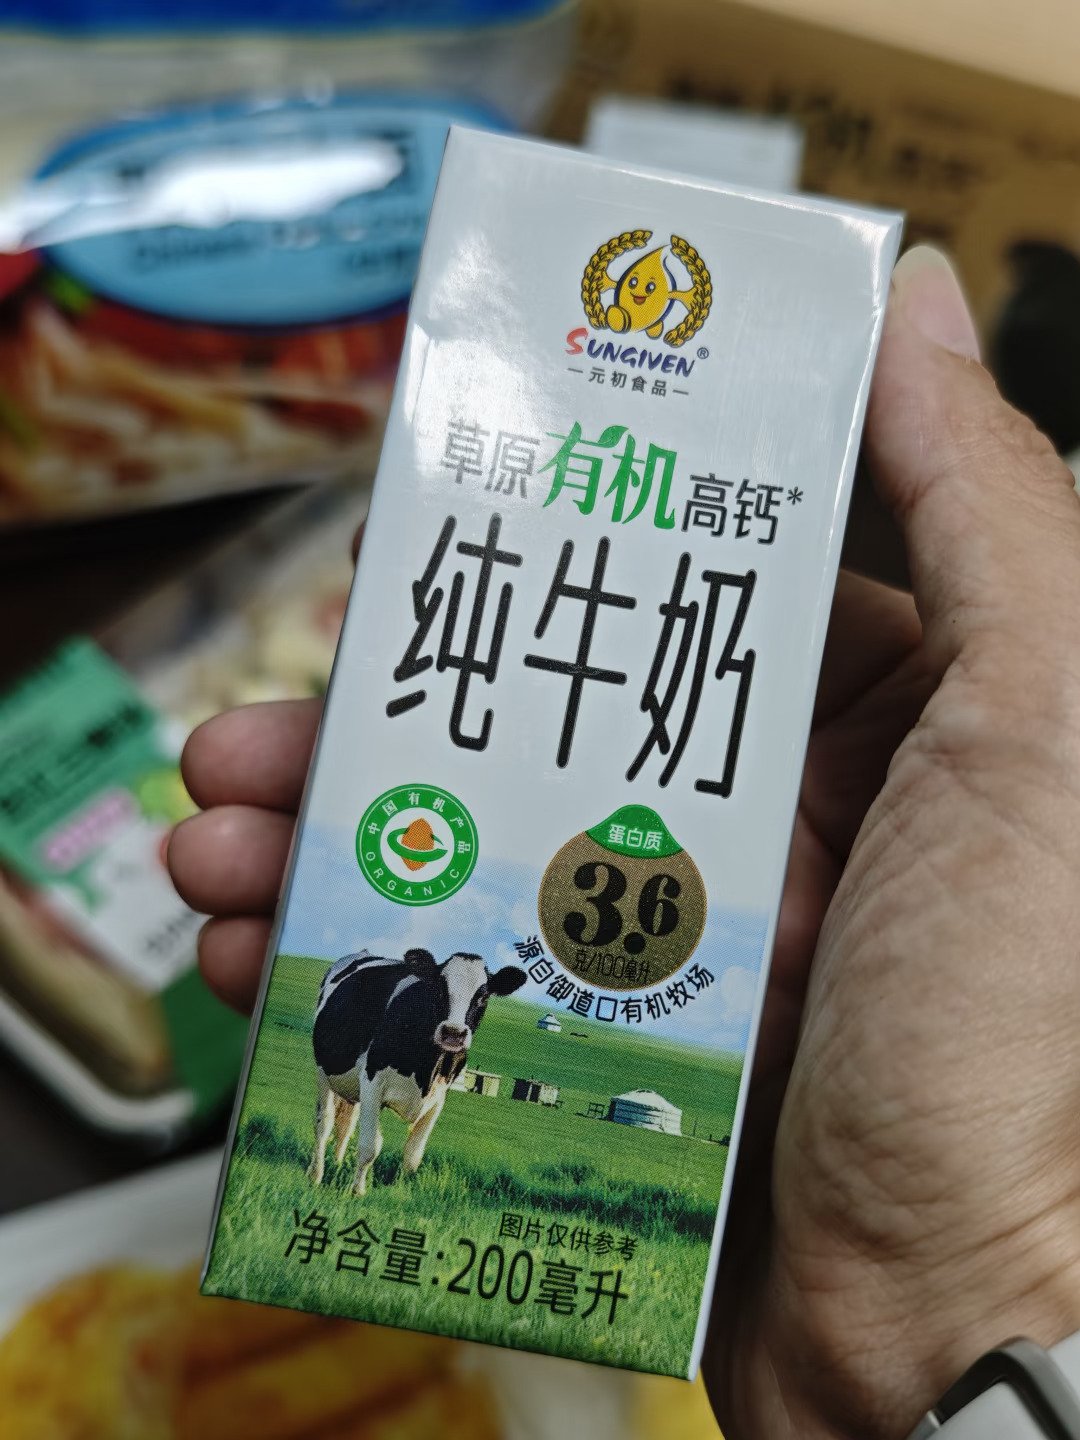 SUNGIVEN®
元初食品
草原有机高钙*
纯牛奶
中国有机产品
ORGANIC
蛋白质
3.6
克/100毫升
源自御道口有机牧场
图片仅供参考
净含量:200毫升